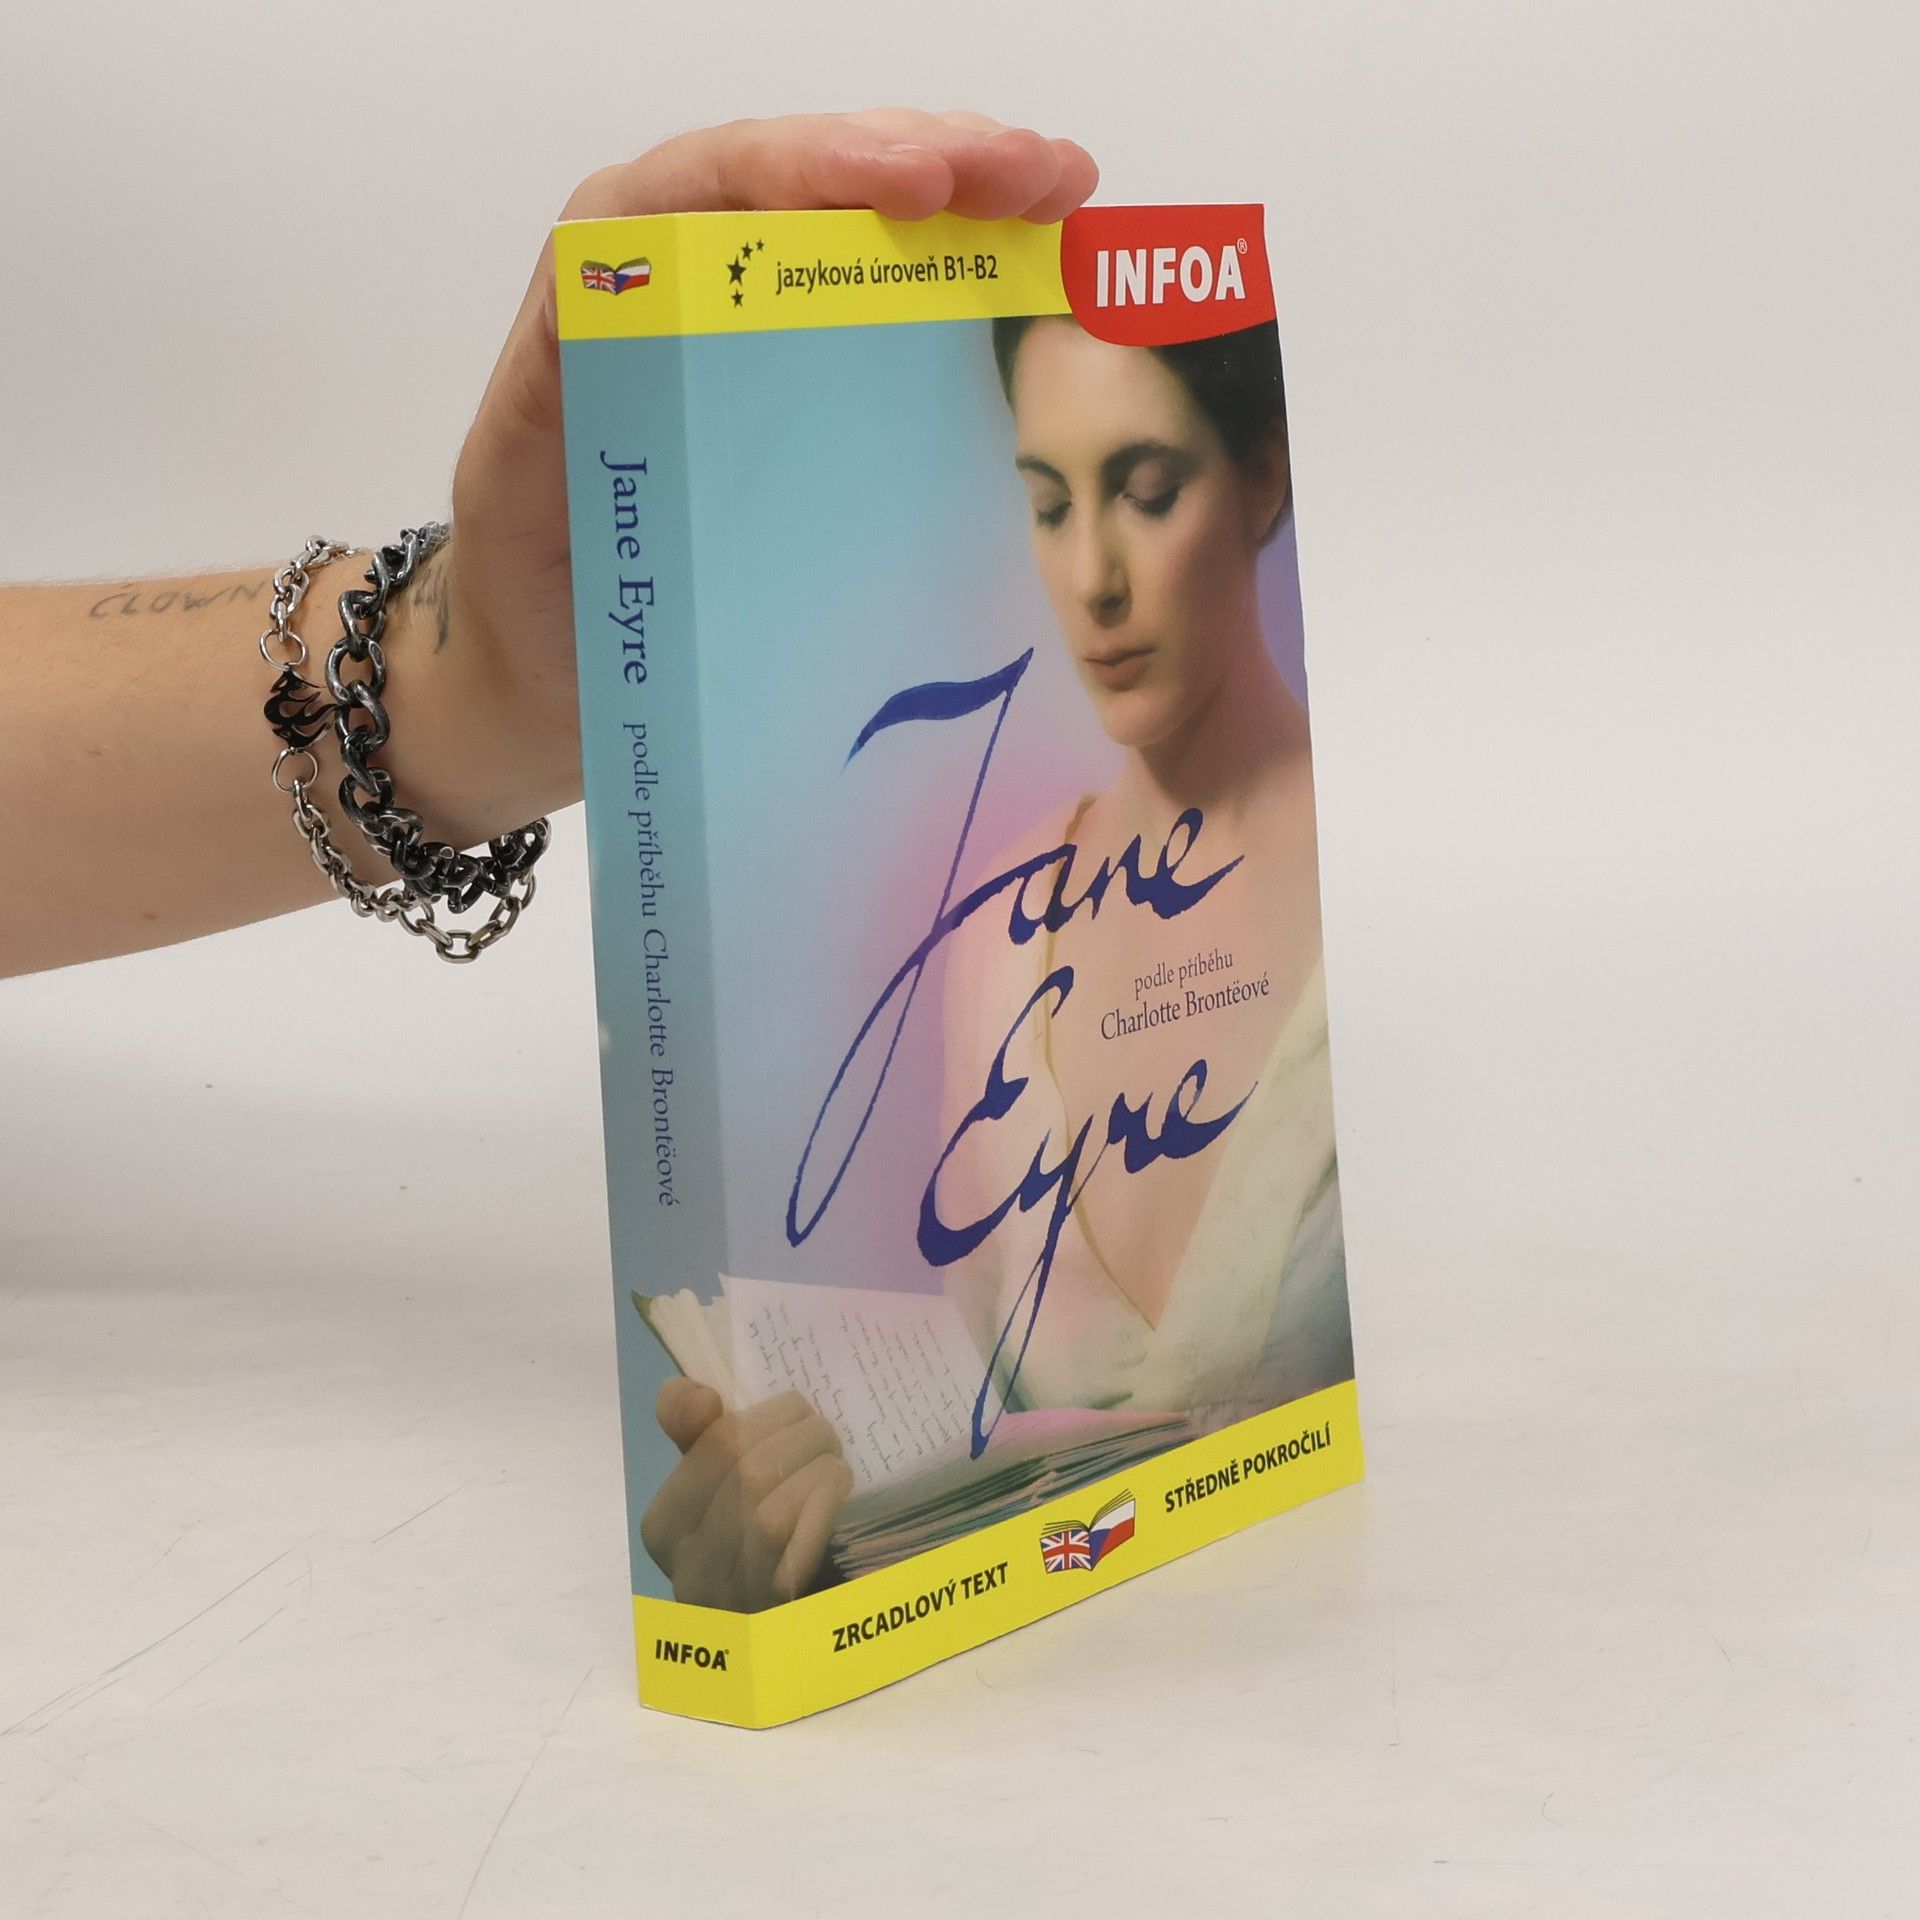 CLOWN
jazyková úroveň B1-B2
INFOA®
Jane Eyre podle příběhu Charlotte Brontëové
Jane
podle příběhu
Charlotte Brontëové
Eyre
ZRCADLOVÝ TEXT
STŘEDNĚ POKROČILÍ
INFOA®